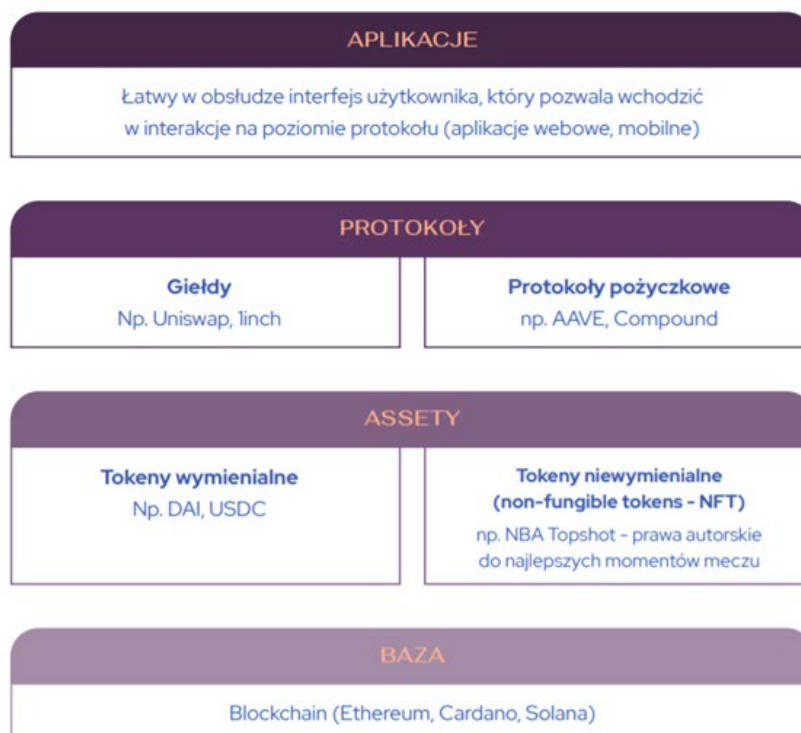 APLIKACJE
Łatwy w obsłudze interfejs użytkownika, który pozwala wchodzić
w interakcje na poziomie protokołu (aplikacje webowe, mobilne)
PROTOKOŁY
Giełdy
Np. Uniswap, 1inch
Protokoły pożyczkowe
np. AAVE, Compound
ASSETY
Tokeny wymienialne
Np. DAI, USDC
Tokeny niewymienialne
(non-fungible tokens - NFT)
np. NBA Topshot - prawa autorskie
do najlepszych momentów meczu
BAZA
Blockchain (Ethereum, Cardano, Solana)